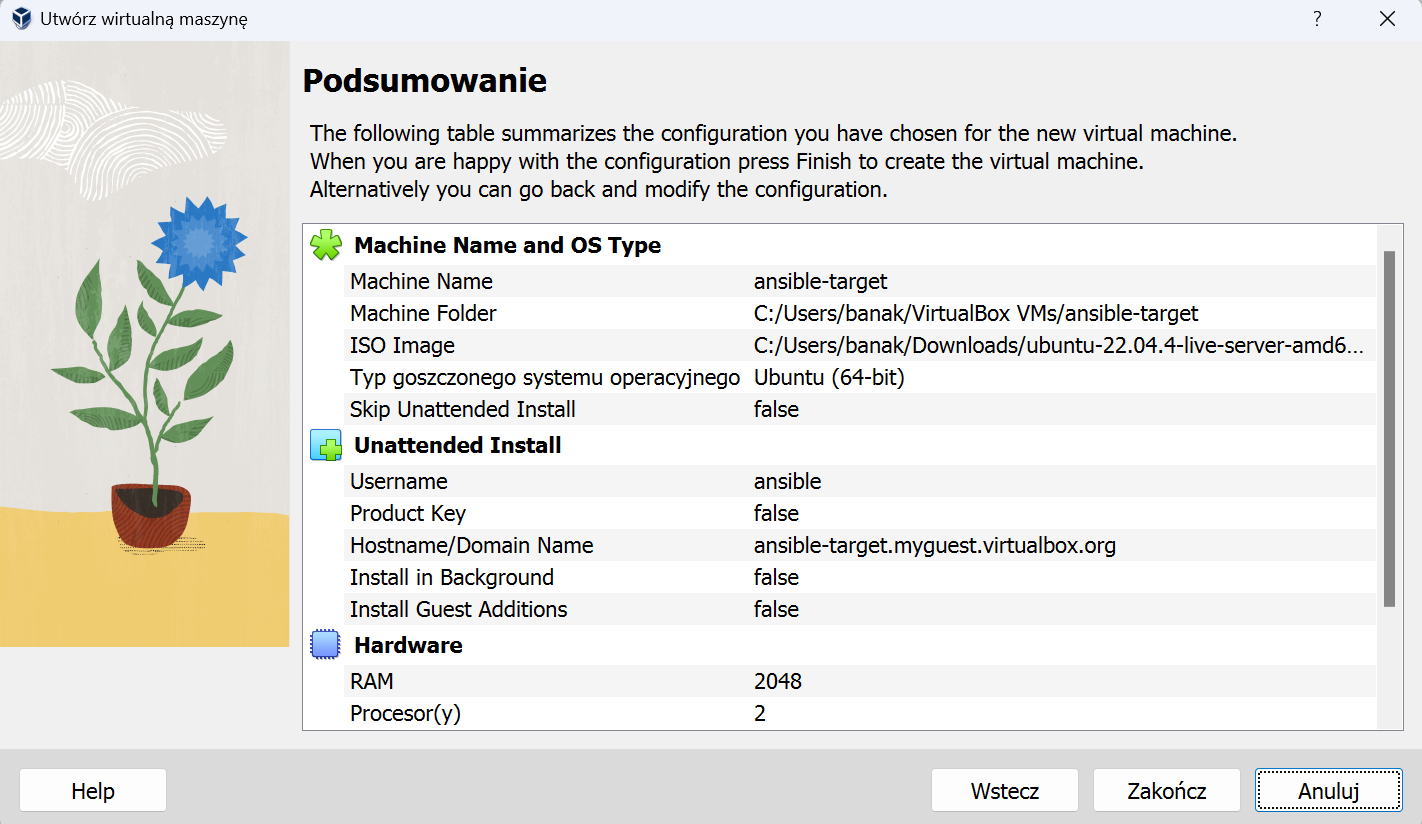 Utwórz wirtualną maszynę
?
Podsumowanie
The following table summarizes the configuration you have chosen for the new virtual machine.
When you are happy with the configuration press Finish to create the virtual machine.
Alternatively you can go back and modify the configuration.
Machine Name and OS Type
Machine Name ansible-target
Machine Folder C:/Users/banak/VirtualBox VMs/ansible-target
ISO Image C:/Users/banak/Downloads/ubuntu-22.04.4-live-server-amd6...
Typ goszczonego systemu operacyjnego Ubuntu (64-bit)
Skip Unattended Install false
Unattended Install
Username ansible
Product Key false
Hostname/Domain Name ansible-target.myguest.virtualbox.org
Install in Background false
Install Guest Additions false
Hardware
RAM 2048
Procesor(y) 2
Help Wstecz Zakończ Anuluj